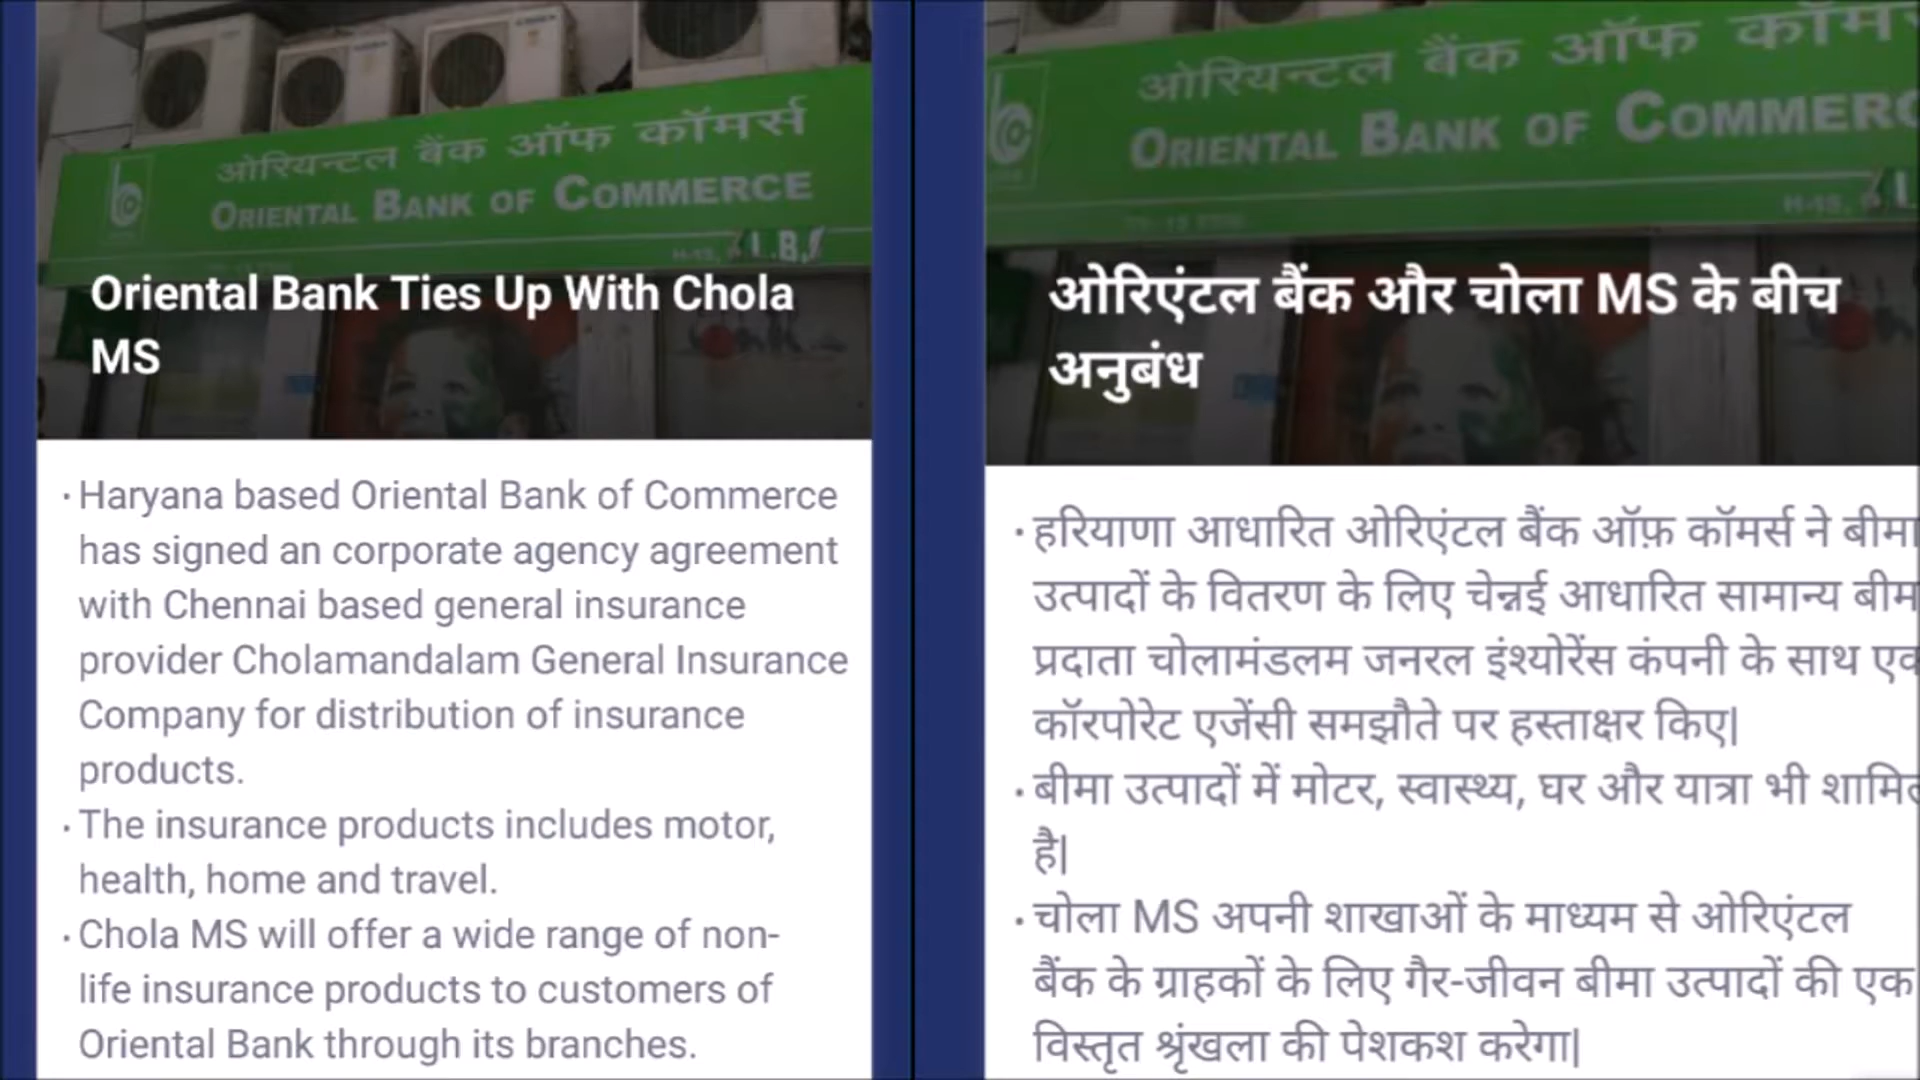 ओरियन्टल बैंक ऑफ कॉमर्स
ORIENTAL BANK OF COMMERCE
Oriental Bank Ties Up With Chola
MS
· Haryana based Oriental Bank of Commerce
has signed an corporate agency agreement
with Chennai based general insurance
provider Cholamandalam General Insurance
Company for distribution of insurance
products.
· The insurance products includes motor,
health, home and travel.
· Chola MS will offer a wide range of non-
life insurance products to customers of
Oriental Bank through its branches.
ओरियन्टल बैंक ऑफ
ORIENTAL BANK OF
ओरिएंटल बैंक और चोला MS के बीच
अनुबंध
· हरियाणा आधारित ओरिएंटल बैंक ऑफ़ कॉमर्स ने बीमा
उत्पादों के वितरण के लिए चेन्नई आधारित सामान्य
प्रदाता चोलामंडलम जनरल इंश्योरेंस कंपनी के साथ
कॉरपोरेट एजेंसी समझौते पर हस्ताक्षर किए|
· बीमा उत्पादों में मोटर, स्वास्थ्य, घर और यात्रा भी
है|
· चोला MS अपनी शाखाओं के माध्यम से ओरिएंटल
बैंक के ग्राहकों के लिए गैर-जीवन बीमा उत्पादों की एक
विस्तृत श्रृंखला की पेशकश करेगा|